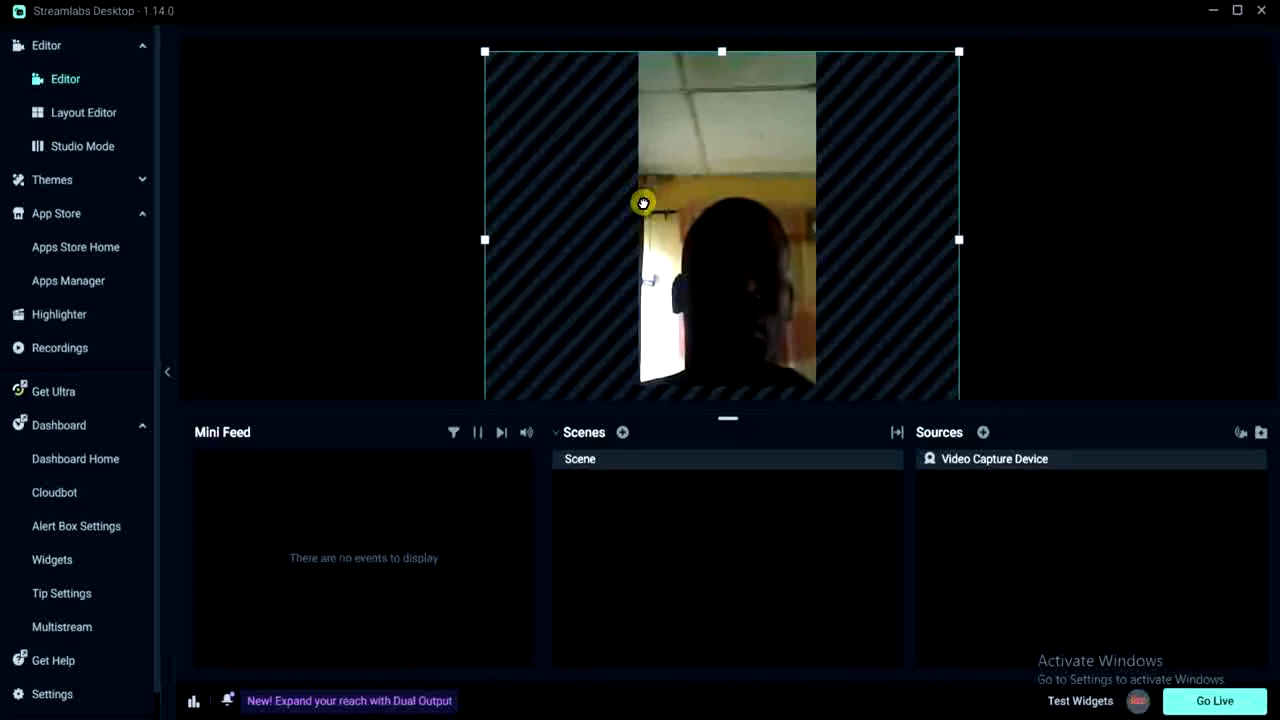 Streamlabs Desktop - 1.14.0
Editor
Editor
Layout Editor
Studio Mode
Themes
App Store
Apps Store Home
Apps Manager
Highlighter
Recordings
Get Ultra
Dashboard
Dashboard Home
Cloudbot
Alert Box Settings
Widgets
Tip Settings
Multistream
Get Help
Settings
Mini Feed
There are no events to display
Scenes
Scene
Sources
Video Capture Device
Activate Windows
Go to Settings to activate Windows.
New! Expand your reach with Dual Output
Test Widgets
Go Live